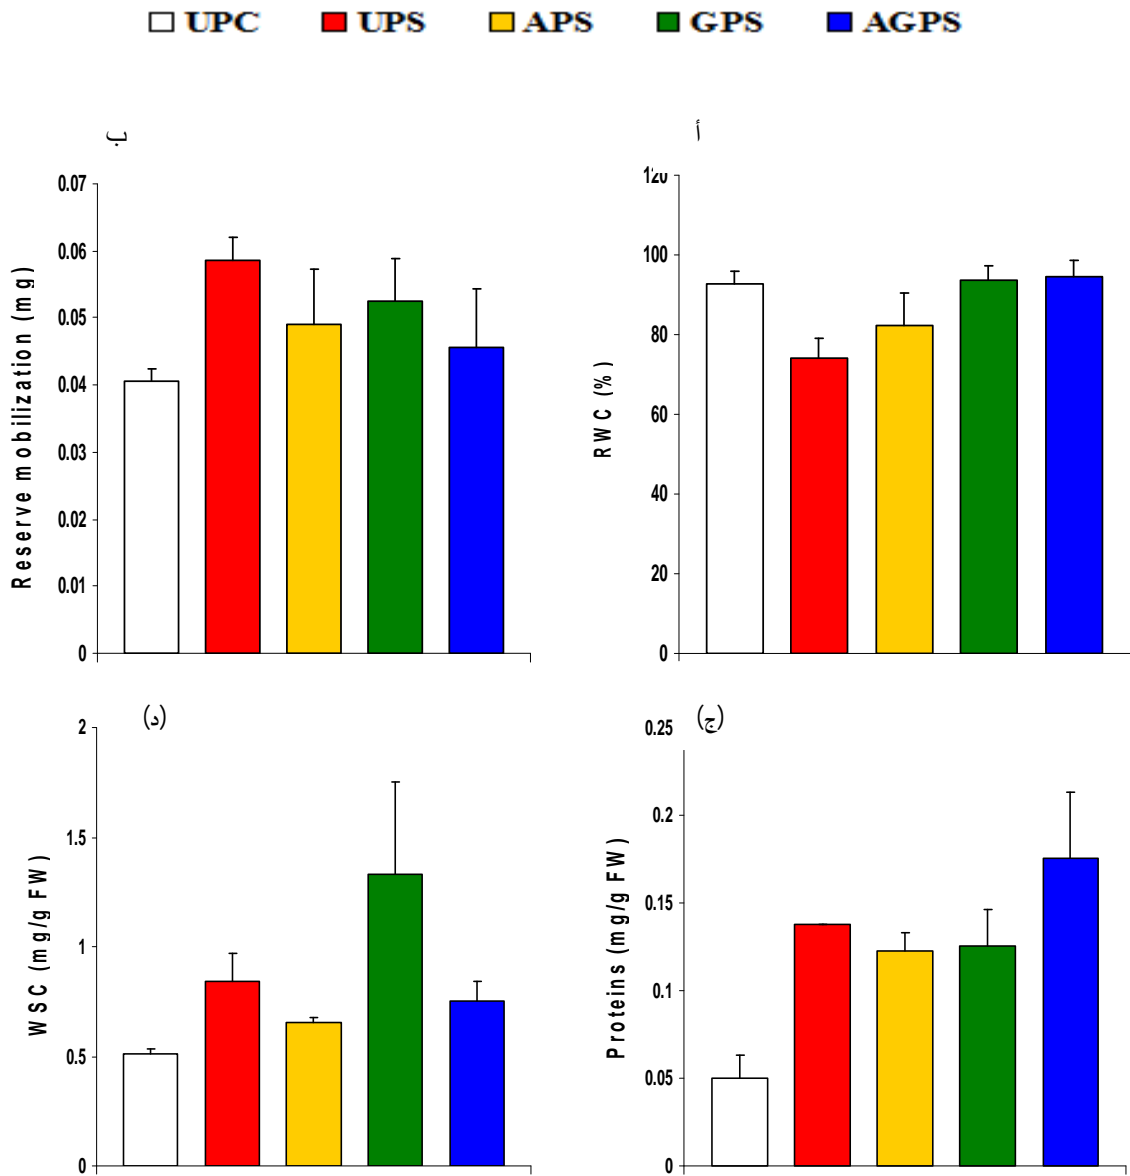 UPC UPS APS GPS AGPS
ب
أ
0.07
0.06
0.05
0.04
0.03
0.02
0.01
0
Reserve mobilization (mg)
120
100
80
60
40
20
0
RWC (%)
(د)
2
1.5
1
0.5
0
WSC (mg/g FW)
(ج)
0.25
0.2
0.15
0.1
0.05
0
Proteins (mg/g FW)